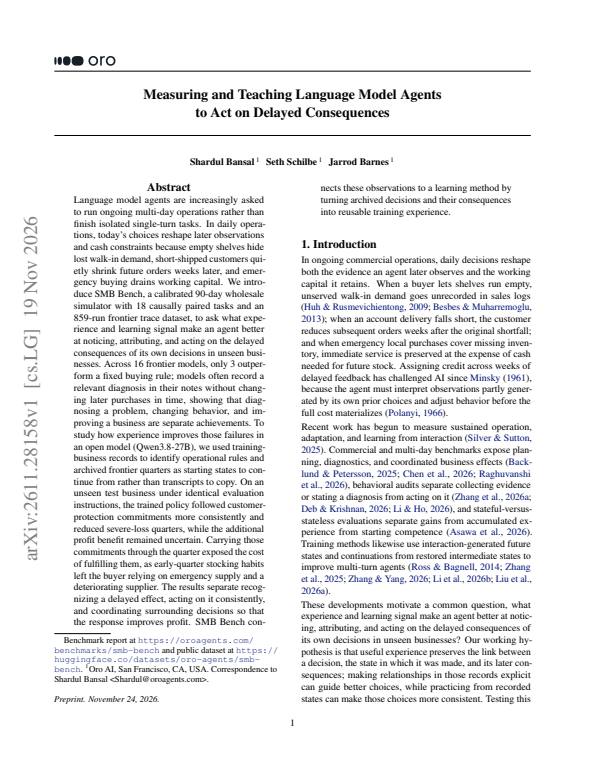 oro
Measuring and Teaching Language Model Agents
to Act on Delayed Consequences
Shardul Bansal 1 Seth Schilbe 1 Jarrod Barnes 1
arXiv:2611.28158v1 [cs.LG] 19 Nov 2026
Abstract
Language model agents are increasingly asked
to run ongoing multi-day operations rather than
finish isolated single-turn tasks. In daily opera-
tions, today's choices reshape later observations
and cash constraints because empty shelves hide
lost walk-in demand, short-shipped customers qui-
etly shrink future orders weeks later, and emer-
gency buying drains working capital. We intro-
duce SMB Bench, a calibrated 90-day wholesale
simulator with 18 causally paired tasks and an
859-run frontier trace dataset, to ask what expe-
rience and learning signal make an agent better
at noticing, attributing, and acting on the delayed
consequences of its own decisions in unseen busi-
nesses. Across 16 frontier models, only 3 outper-
form a fixed buying rule; models often record a
relevant diagnosis in their notes without chang-
ing later purchases in time, showing that diag-
nosing a problem, changing behavior, and im-
proving a business are separate achievements. To
study how experience improves those failures in
an open model (Qwen3.8-27B), we used training-
business records to identify operational rules and
archived frontier quarters as starting states to con-
tinue from rather than transcripts to copy. On an
unseen test business under identical evaluation
instructions, the trained policy followed customer-
protection commitments more consistently and
reduced severe-loss quarters, while the additional
profit benefit remained uncertain. Carrying those
commitments through the quarter exposed the cost
of fulfilling them, as early-quarter stocking habits
left the buyer relying on emergency supply and a
deteriorating supplier. The results separate recog-
nizing a delayed effect, acting on it consistently,
and coordinating surrounding decisions so that
the response improves profit. SMB Bench con-
Benchmark report at https://oroagents.com/
benchmarks/smb-bench and public dataset at https://
huggingface.co/datasets/oro-agents/smb-
bench. 1Oro AI, San Francisco, CA, USA. Correspondence to
Shardul Bansal <Shardul@oroagents.com>.
Preprint. November 24, 2026.
nects these observations to a learning method by
turning archived decisions and their consequences
into reusable training experience.
1. Introduction
In ongoing commercial operations, daily decisions reshape
both the evidence an agent later observes and the working
capital it retains. When a buyer lets shelves run empty,
unserved walk-in demand goes unrecorded in sales logs
(Huh & Rusmevichientong, 2009; Besbes & Muharremoglu,
2013); when an account delivery falls short, the customer
reduces subsequent orders weeks after the original shortfall;
and when emergency local purchases cover missing inven-
tory, immediate service is preserved at the expense of cash
needed for future stock. Assigning credit across weeks
of delayed feedback has challenged AI since Minsky (1961),
because the agent must interpret observations partly gener-
ated by its own prior choices and adjust behavior before the
full cost materializes (Polanyi, 1966).
Recent work has begun to measure sustained operation,
adaptation, and learning from interaction (Silver & Sutton,
2025). Commercial and multi-day benchmarks expose plan-
ning, diagnostics, and coordinated business effects (Back-
lund & Petersson, 2025; Chen et al., 2026; Raghuvanshi
et al., 2026), behavioral audits separate collecting evidence
or stating a diagnosis from acting on it (Zhang et al., 2026a;
Deb & Krishnan, 2026; Li & Ho, 2026), and stateful-versus-
stateless evaluations separate gains from accumulated ex-
perience from starting competence (Asawa et al., 2026).
Training methods likewise use interaction-generated future
states and continuations from restored intermediate states to
improve multi-turn agents (Ross & Bagnell, 2014; Zhang
et al., 2025; Zhang & Yang, 2026; Li et al., 2026b; Liu et al.,
2026a).
These developments motivate a common question, what
experience and learning signal make an agent better at notic-
ing, attributing, and acting on the delayed consequences of
its own decisions in unseen businesses? Our working hy-
pothesis is that useful experience preserves the link between
a decision, the state in which it was made, and its later con-
sequences; making relationships in those records explicit
can guide better choices, while practicing from recorded
states can make those choices more consistent. Testing this
1